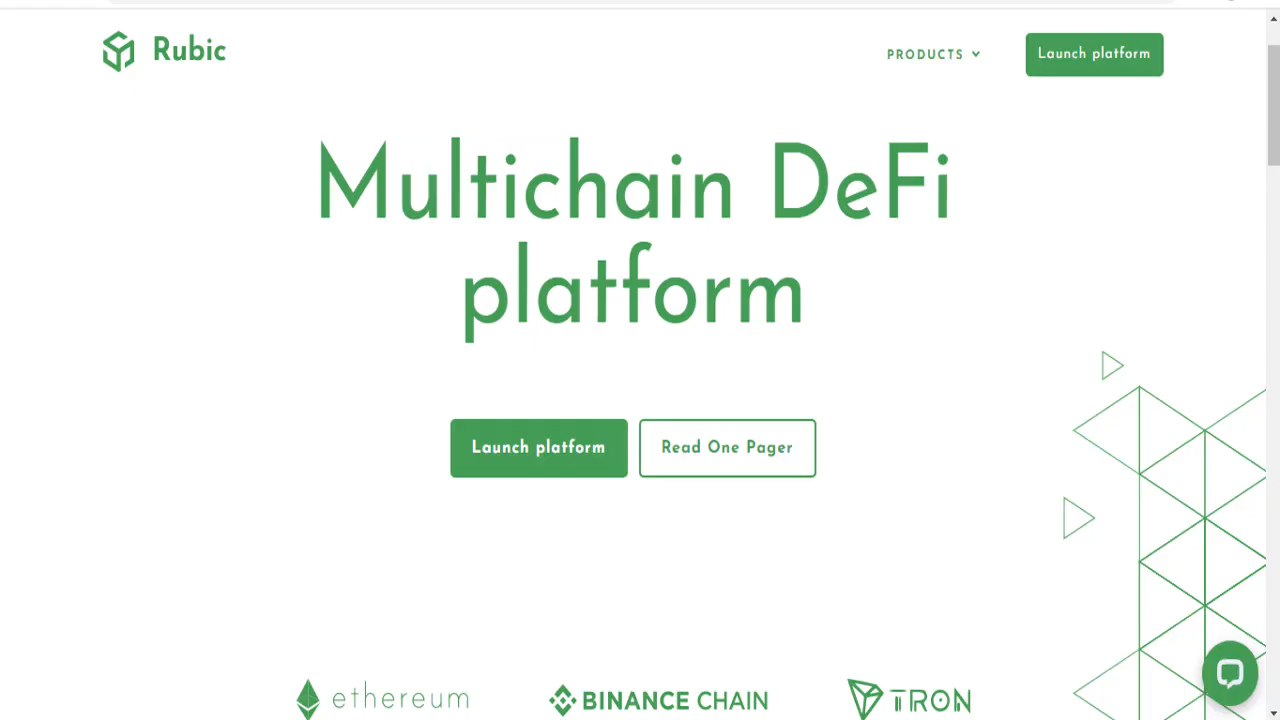 Rubic
PRODUCTS
Launch platform
Multichain DeFi
platform
Launch platform
Read One Pager
ethereum
BINANCE CHAIN
TRON